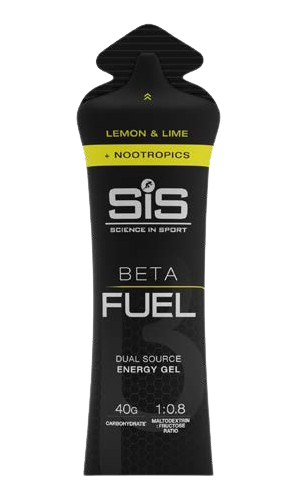 LEMON & LIME
+ NOOTROPICS
SiS
SCIENCE IN SPORT
BETA
FUEL
DUAL SOURCE
ENERGY GEL
40G 1:0.8
CARBOHYDRATE MALTODEXTRIN
: FRUCTOSE
RATIO